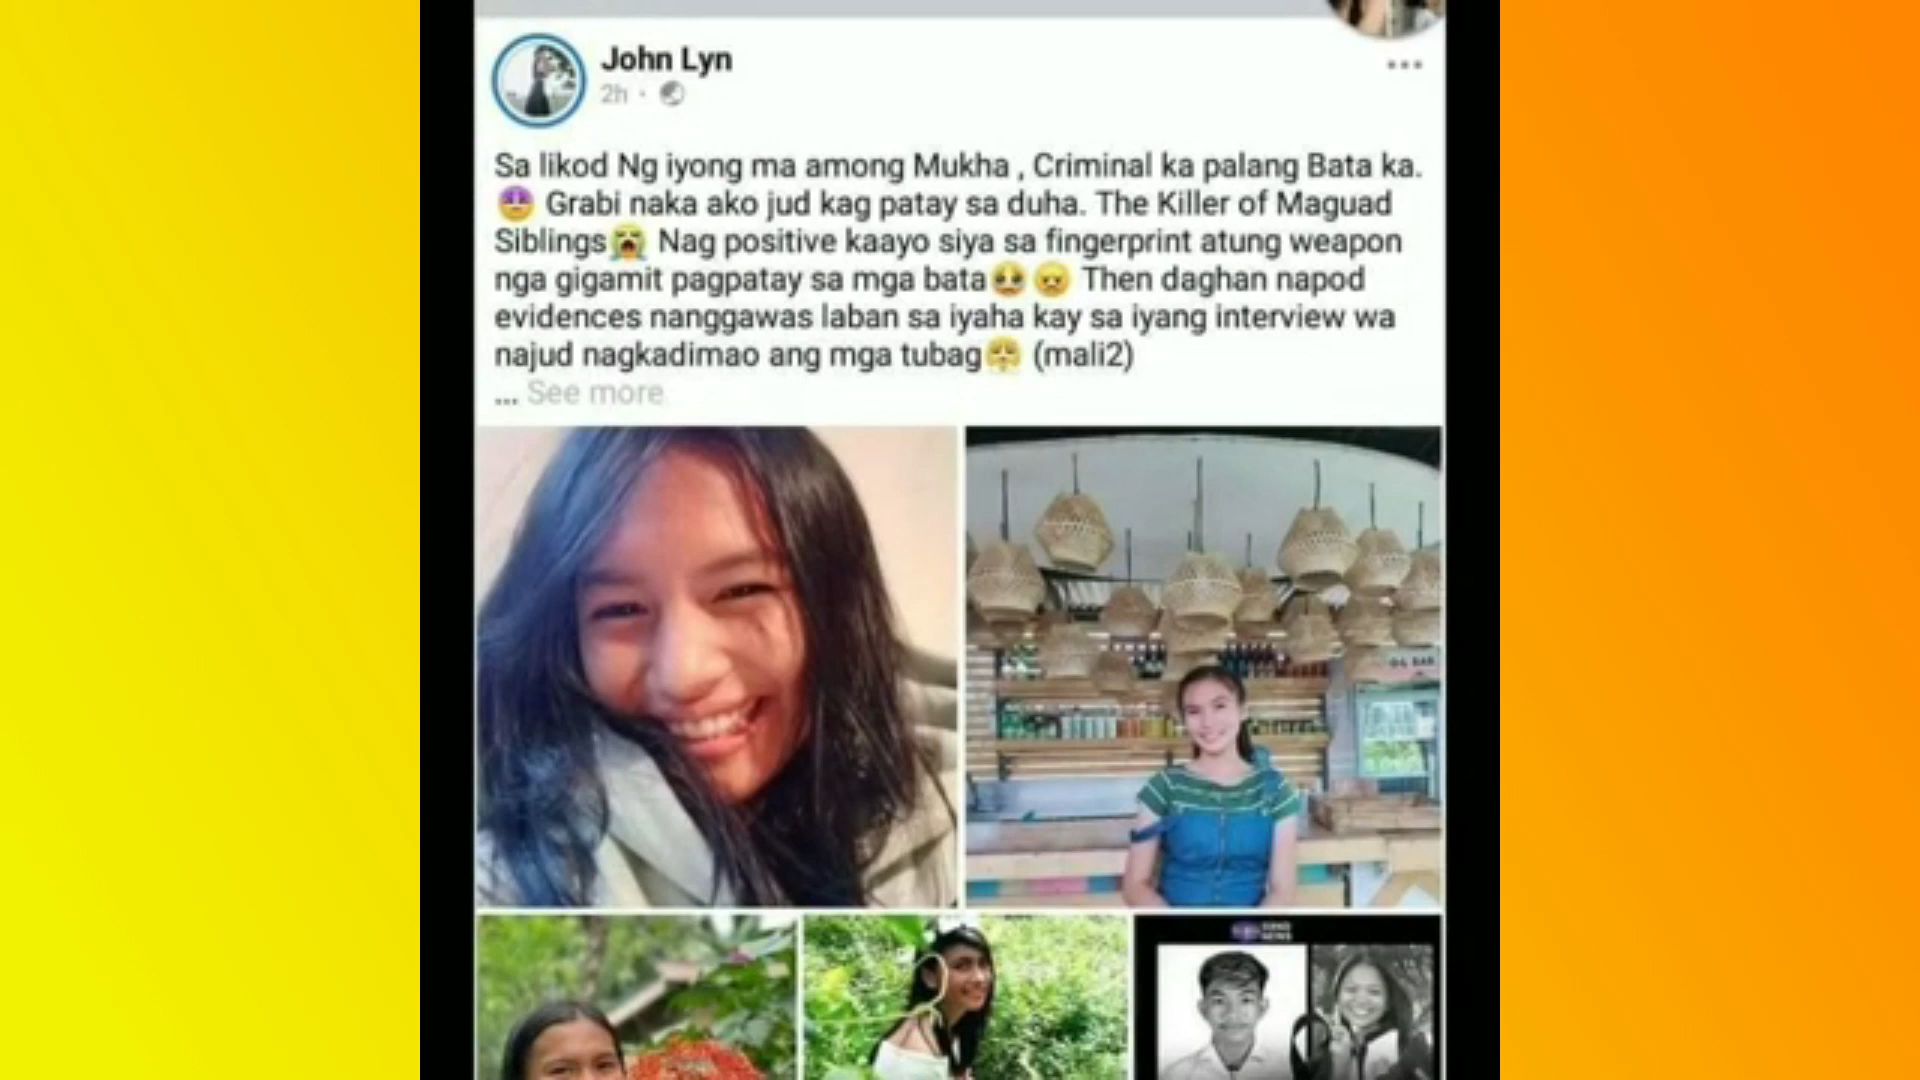 John Lyn
2h ·
Sa likod Ng iyong ma among Mukha , Criminal ka palang Bata ka.
Grabi naka ako jud kag patay sa duha. The Killer of Maguad
Siblings😭 Nag positive kaayo siya sa fingerprint atung weapon
nga gigamit pagpatay sa mga bata🥺😠 Then daghan napod
evidences nanggawas laban sa iyaha kay sa iyang interview wa
najud nagkadimao ang mga tubag😤 (mali2)
... See more